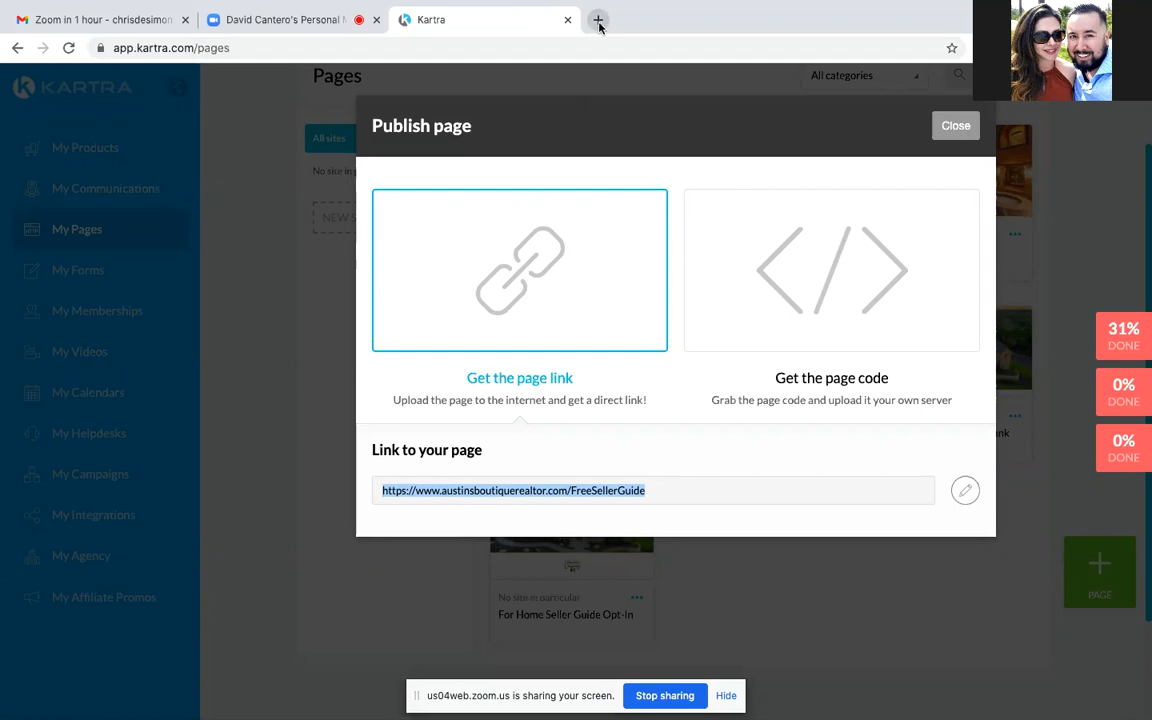 Zoom in 1 hour - chrisdesimon
David Cantero's Personal M
Kartra
app.kartra.com/pages
KARTRA
Pages
All categories
Publish page
Close
All sites
No site in p
NEW S
My Products
My Communications
My Pages
My Forms
My Memberships
My Videos
My Calendars
My Helpdesks
My Campaigns
My Integrations
My Agency
My Affiliate Promos
Get the page link
Upload the page to the internet and get a direct link!
Get the page code
Grab the page code and upload it your own server
Link to your page
https://www.austinsboutiquerealtor.com/FreeSellerGuide
31%
DONE
0%
DONE
0%
DONE
ank
PAGE
No site in particular
For Home Seller Guide Opt-In
us04web.zoom.us is sharing your screen.
Stop sharing
Hide